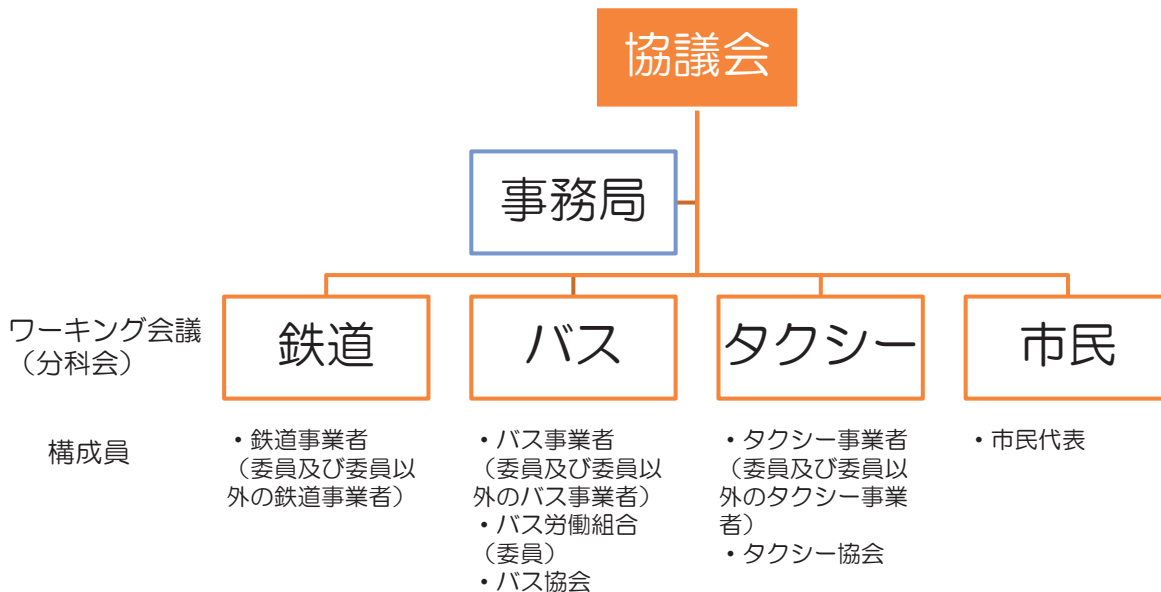 協議会
事務局
ワーキング会議
（分科会）
鉄道
バス
タクシー
市民
構成員
・鉄道事業者
（委員及び委員以
外の鉄道事業者）
・バス事業者
（委員及び委員以
外のバス事業者）
・バス労働組合
（委員）
・バス協会
・タクシー事業者
（委員及び委員以
外のタクシー事業
者）
・タクシー協会
・市民代表